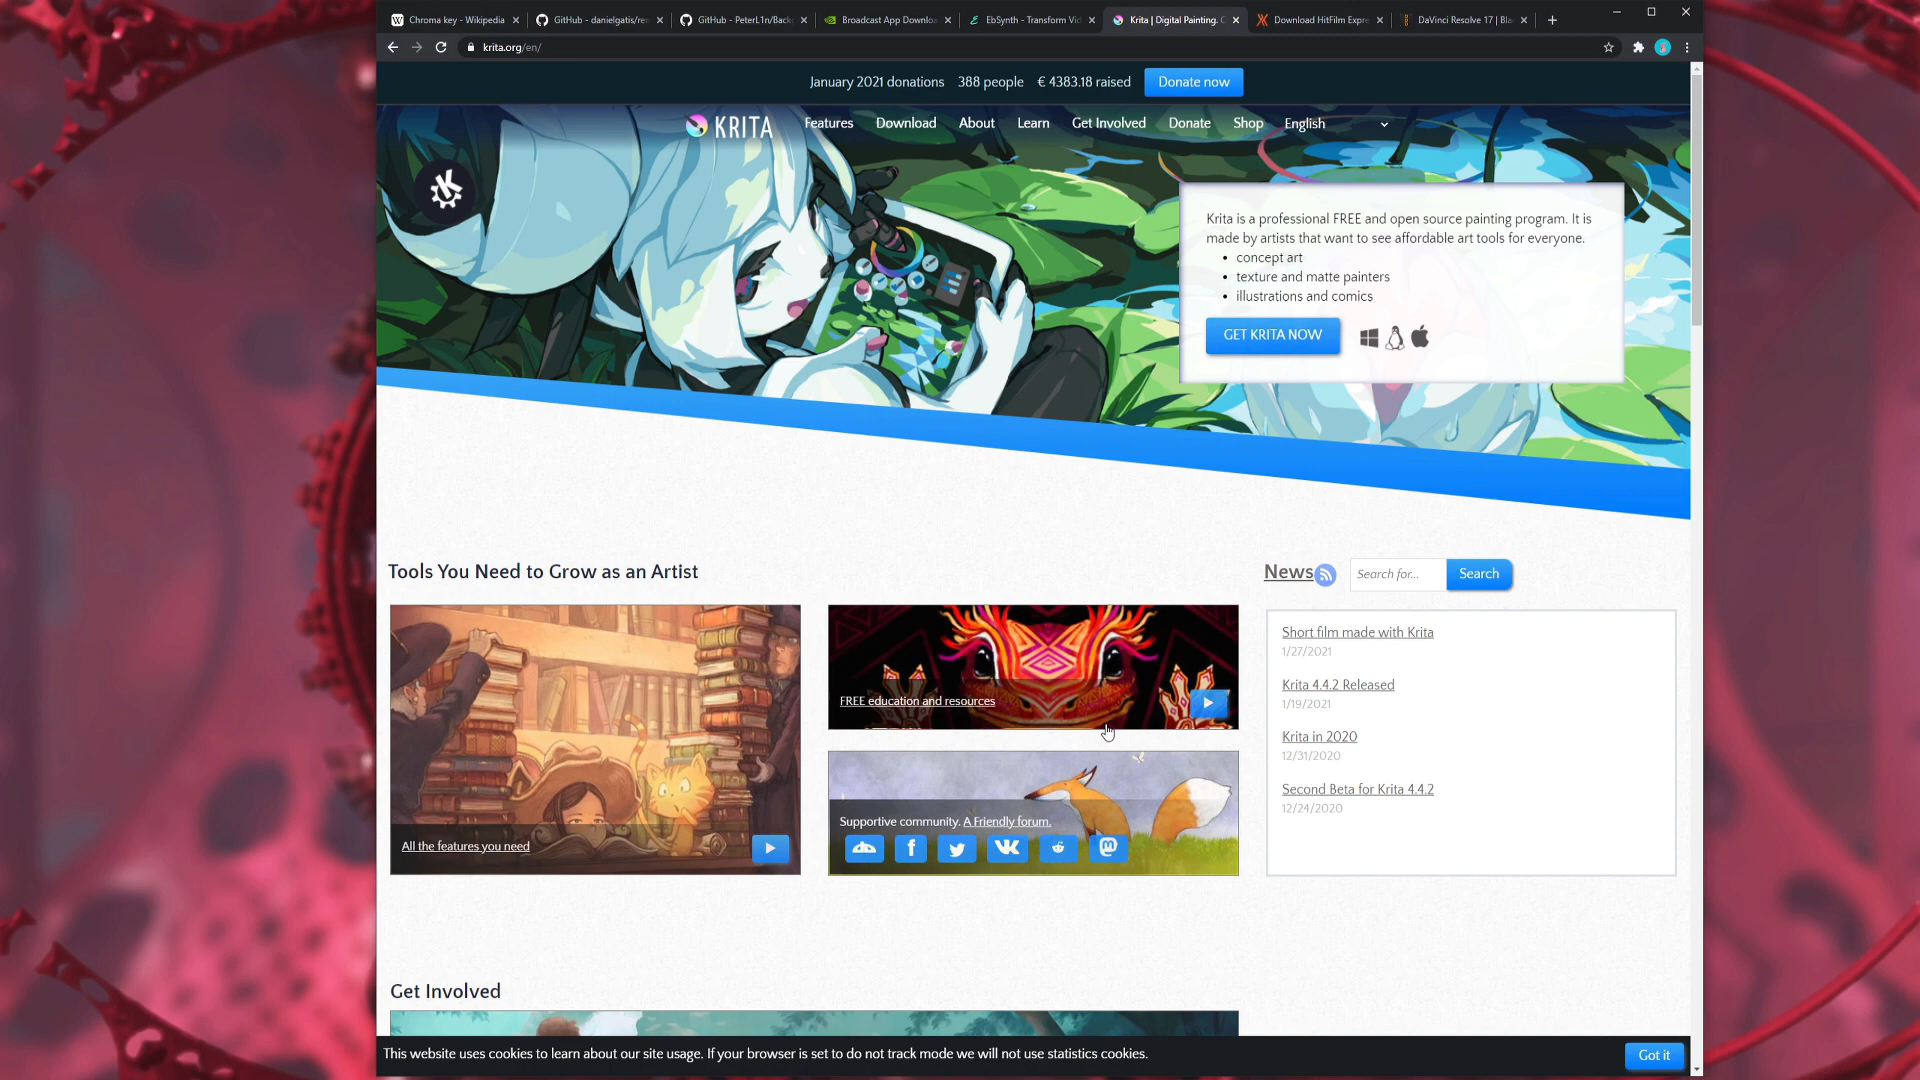 Chroma key - Wikipedia
GitHub - danielgatis/rem
GitHub - PeterL1n/Backg
Broadcast App Downloa
EbSynth - Transform Vid
Krita | Digital Painting. C
Download HitFilm Expre
DaVinci Resolve 17 | Bla
krita.org/en/
January 2021 donations 388 people € 4383.18 raised Donate now
KRITA Features Download About Learn Get Involved Donate Shop English
Krita is a professional FREE and open source painting program. It is
made by artists that want to see affordable art tools for everyone.
• concept art
• texture and matte painters
• illustrations and comics
GET KRITA NOW
Tools You Need to Grow as an Artist
All the features you need
FREE education and resources
Supportive community. A Friendly forum.
News Search for... Search
Short film made with Krita
1/27/2021
Krita 4.4.2 Released
1/19/2021
Krita in 2020
12/31/2020
Second Beta for Krita 4.4.2
12/24/2020
Get Involved
This website uses cookies to learn about our site usage. If your browser is set to do not track mode we will not use statistics cookies.
Got it